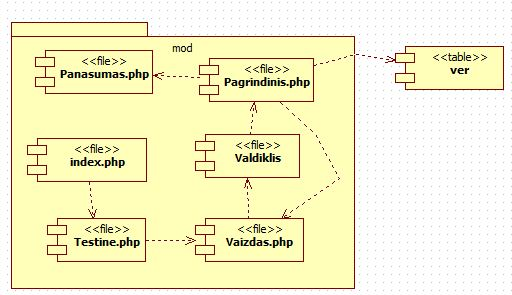 mod
<<file>>
Panasumas.php
<<file>>
Pagrindinis.php
<<table>>
ver
<<file>>
index.php
<<file>>
Valdiklis
<<file>>
Testine.php
<<file>>
Vaizdas.php